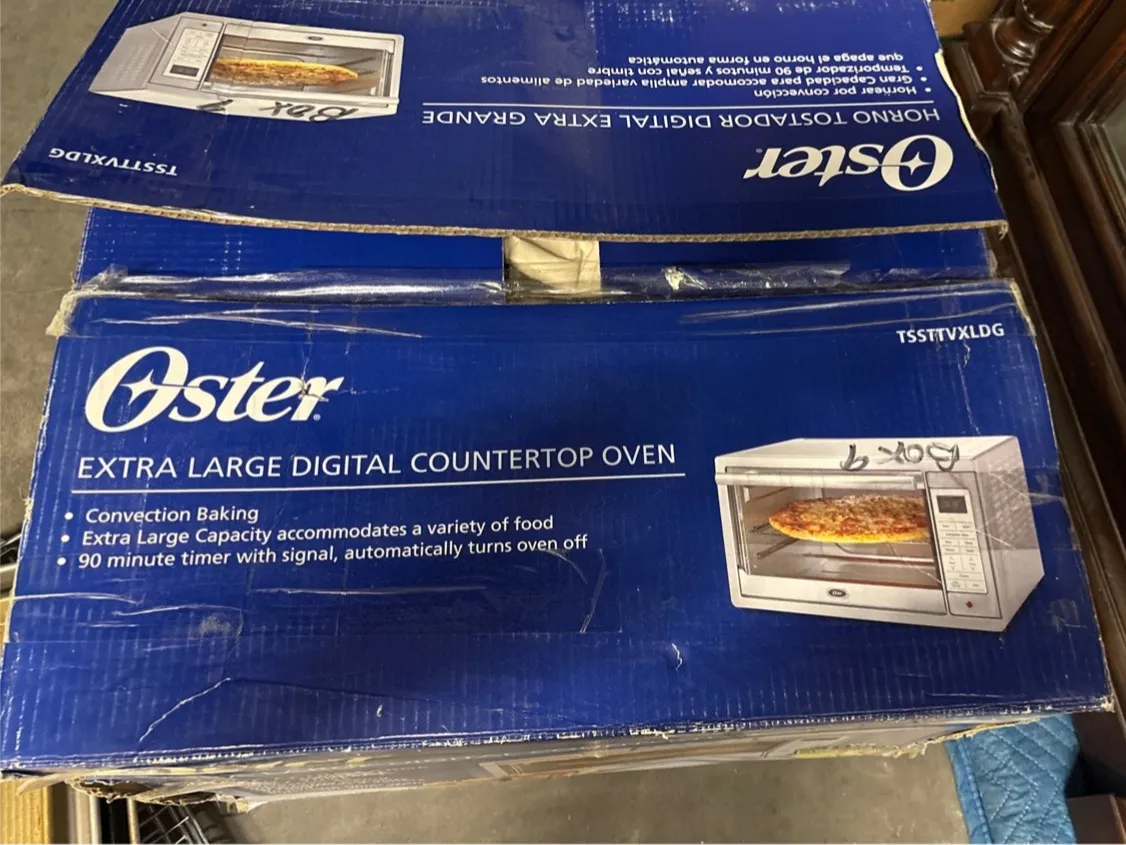 Oster
HORNO TOSTADOR DIGITAL EXTRA GRANDE
• Hornear por convección
• Gran Capacidad para accomodar amplia variedad de alimentos
• Temporizador de 90 minutos y señal con timbre
que apaga el horno en forma automática
TSSTTVXLDG
BOX 9
TSSTTVXLDG
Oster®
EXTRA LARGE DIGITAL COUNTERTOP OVEN
• Convection Baking
• Extra Large Capacity accommodates a variety of food
• 90 minute timer with signal, automatically turns oven off
BOX 9
Oster